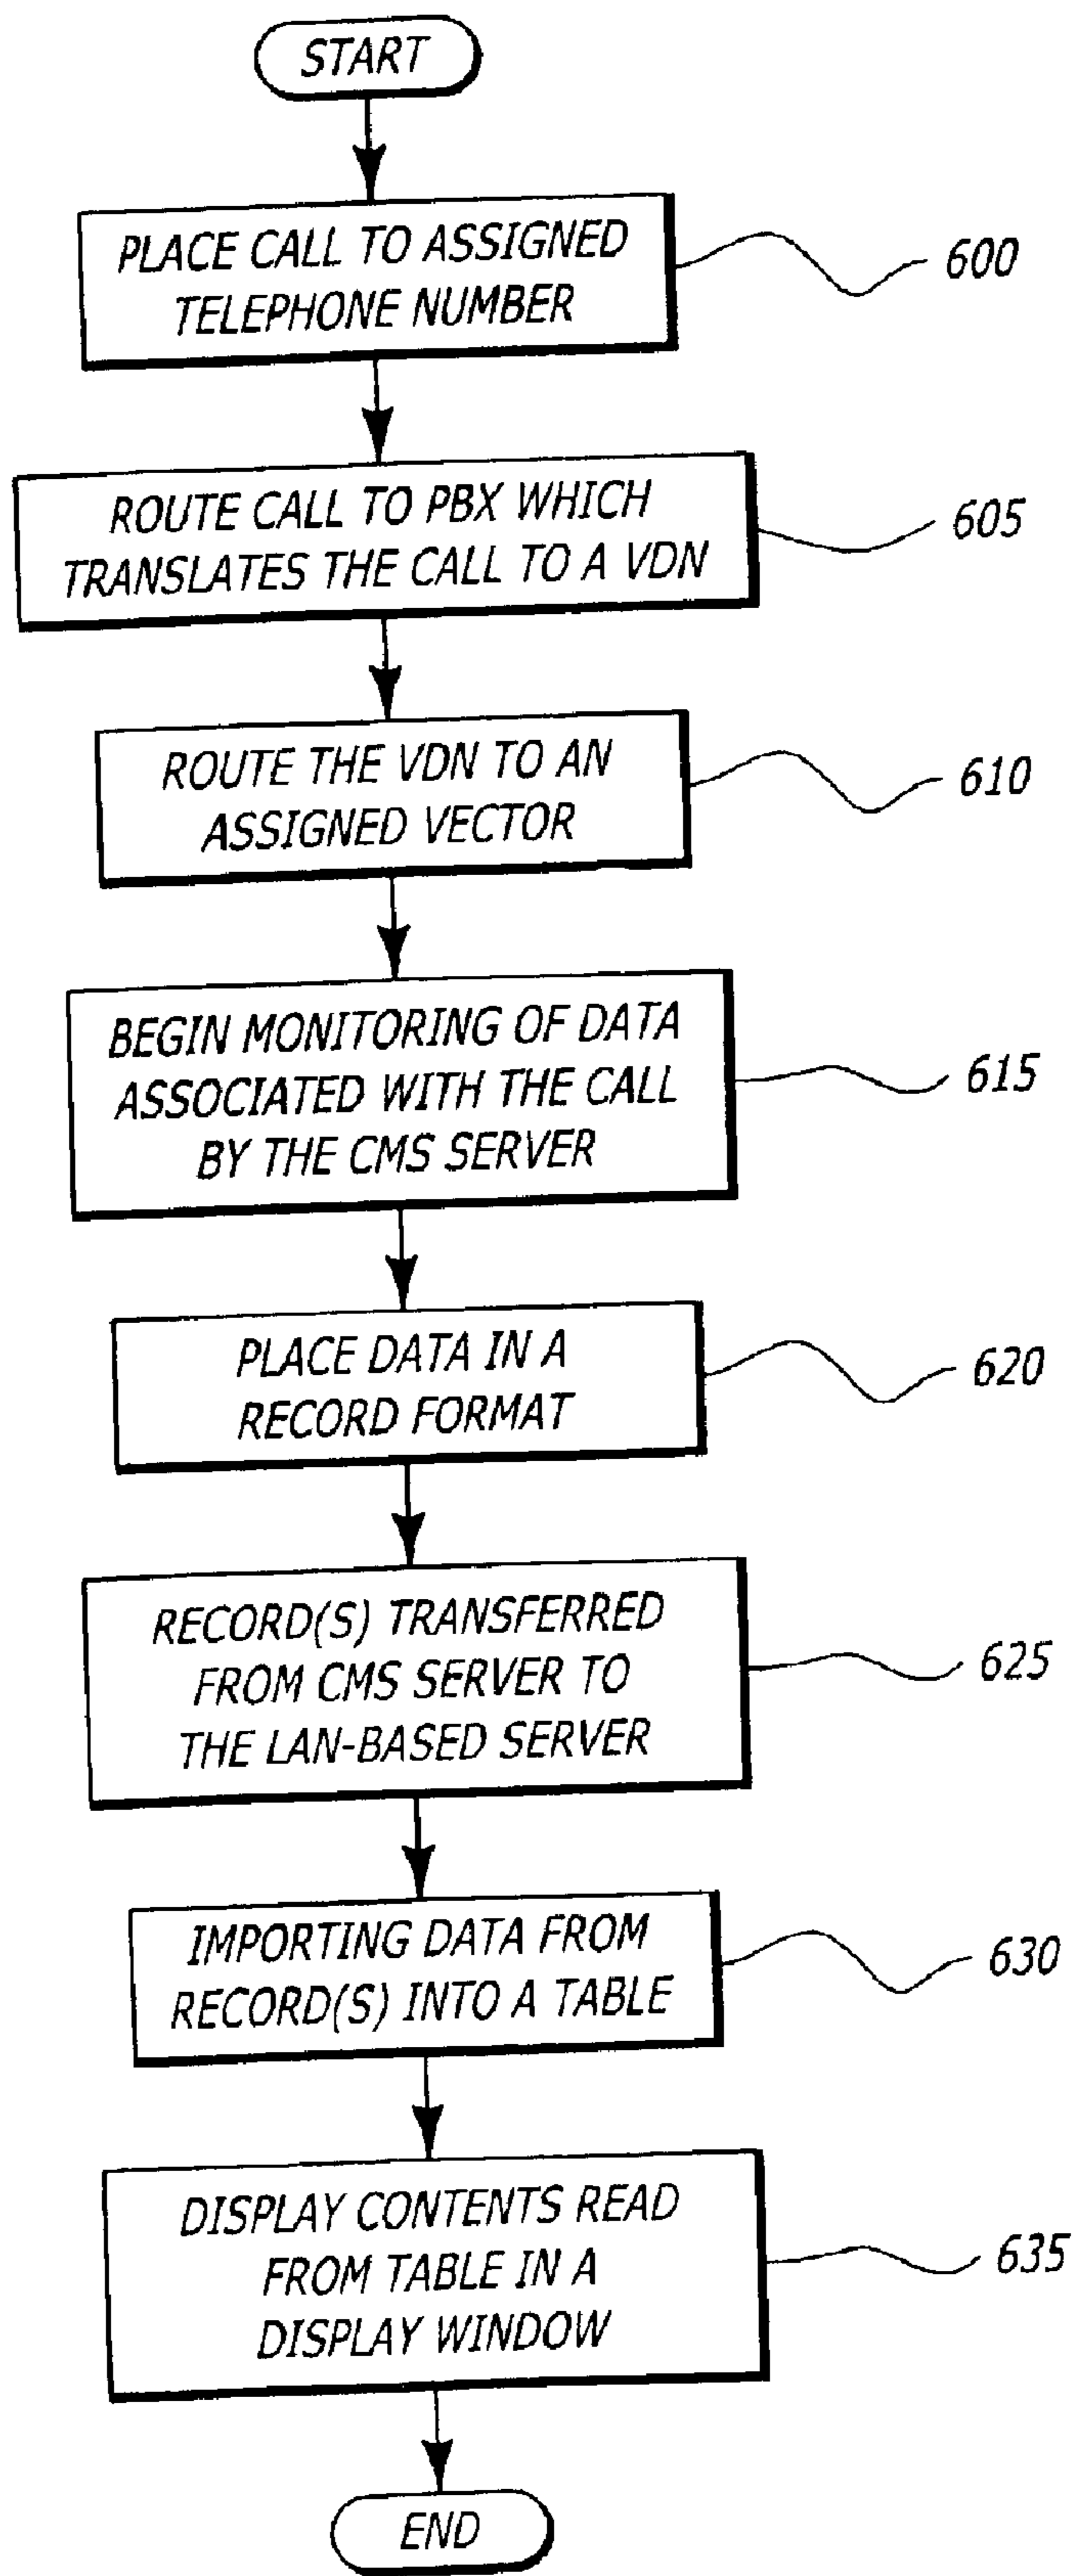 START
PLACE CALL TO ASSIGNED
TELEPHONE NUMBER
600
ROUTE CALL TO PBX WHICH
TRANSLATES THE CALL TO A VDN
605
ROUTE THE VDN TO AN
ASSIGNED VECTOR
610
BEGIN MONITORING OF DATA
ASSOCIATED WITH THE CALL
BY THE CMS SERVER
615
PLACE DATA IN A
RECORD FORMAT
620
RECORD(S) TRANSFERRED
FROM CMS SERVER TO
THE LAN-BASED SERVER
625
IMPORTING DATA FROM
RECORD(S) INTO A TABLE
630
DISPLAY CONTENTS READ
FROM TABLE IN A
DISPLAY WINDOW
635
END